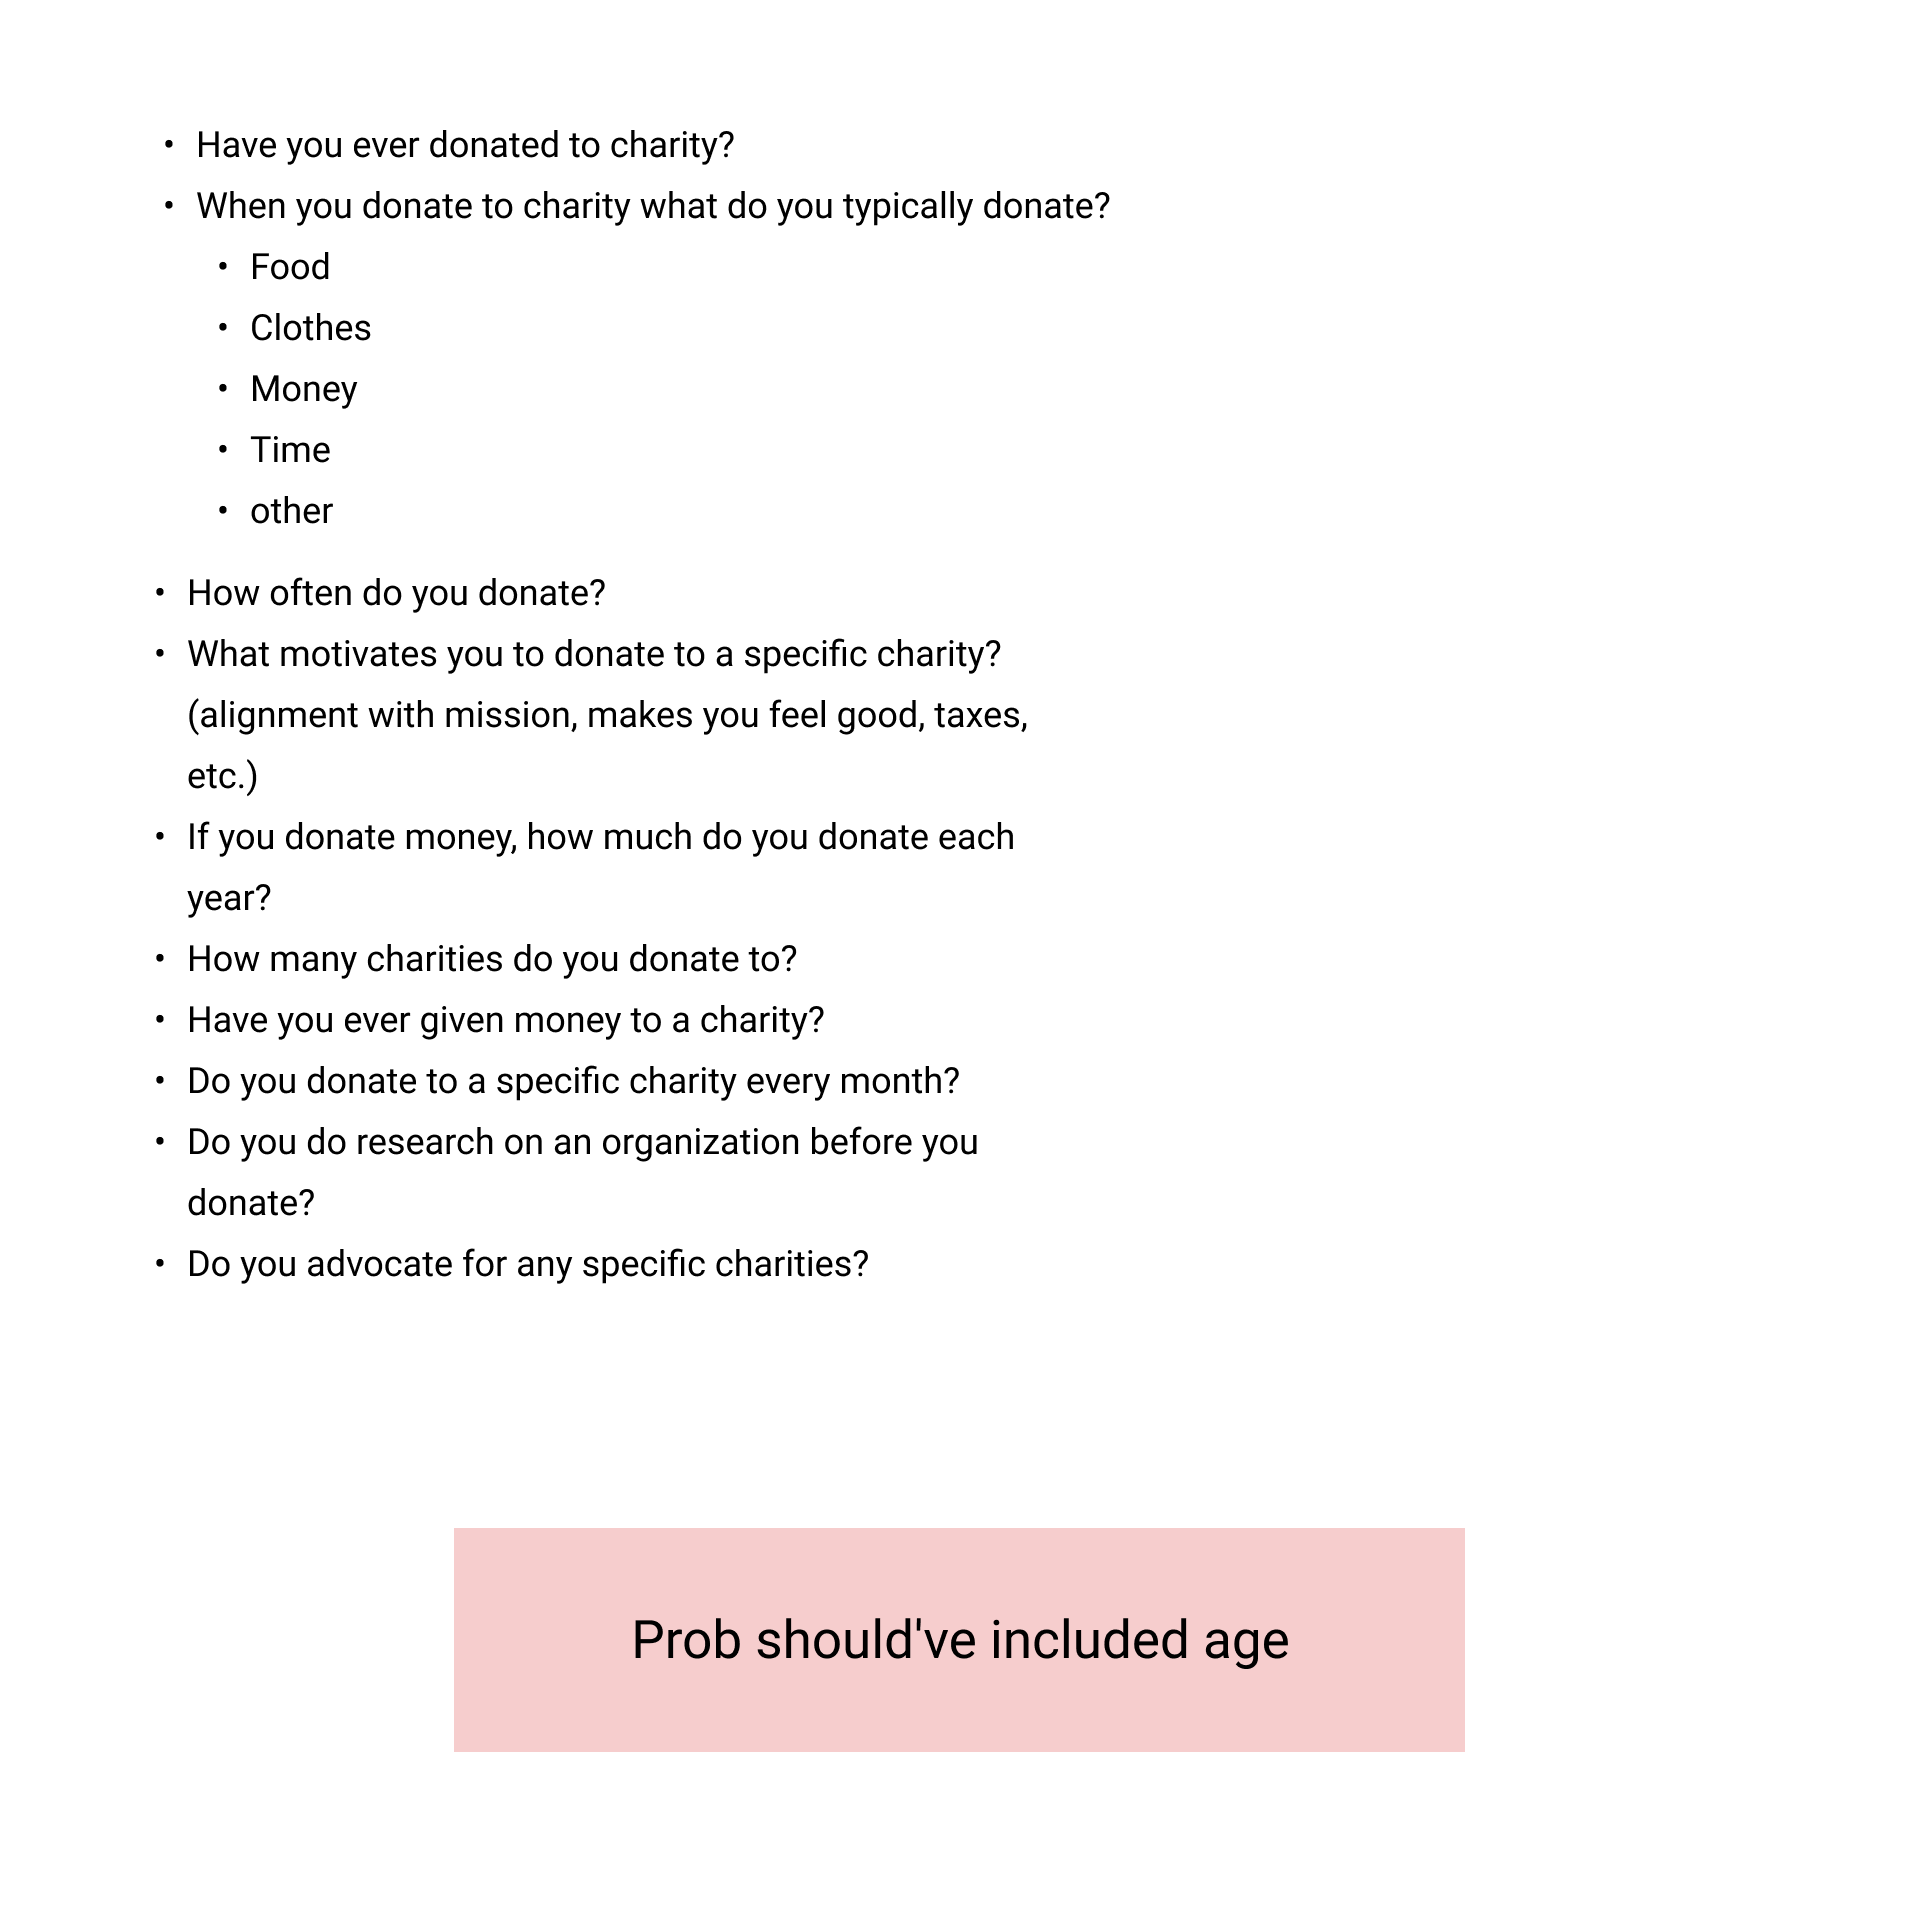 • Have you ever donated to charity?
• When you donate to charity what do you typically donate?
• Food
• Clothes
• Money
• Time
• other
• How often do you donate?
• What motivates you to donate to a specific charity?
(alignment with mission, makes you feel good, taxes,
etc.)
• If you donate money, how much do you donate each
year?
• How many charities do you donate to?
• Have you ever given money to a charity?
• Do you donate to a specific charity every month?
• Do you do research on an organization before you
donate?
• Do you advocate for any specific charities?
Prob should've included age